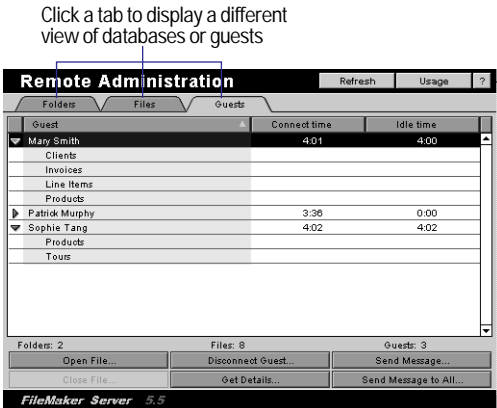 Click a tab to display a different
view of databases or guests
Remote Administration Refresh Usage ?
Folders Files Guests
Guest Connect time Idle time
Mary Smith 4:01 4:00
Clients
Invoices
Line Items
Products
Patrick Murphy 3:36 0:00
Sophie Tang 4:02 4:02
Products
Tours
Folders: 2 Files: 8 Guests: 3
Open File... Disconnect Guest... Send Message...
Close File... Get Details... Send Message to All...
FileMaker Server 5.5